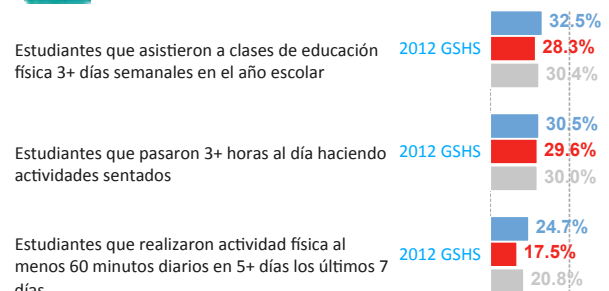 32.5%
Estudiantes que asistieron a clases de educación 2012 GSHS 28.3%
física 3+ días semanales en el año escolar 30.4%
30.5%
Estudiantes que pasaron 3+ horas al día haciendo 2012 GSHS 29.6%
actividades sentados 30.0%
24.7%
Estudiantes que realizaron actividad física al 2012 GSHS 17.5%
menos 60 minutos diarios en 5+ días los últimos 7 20.8%
días